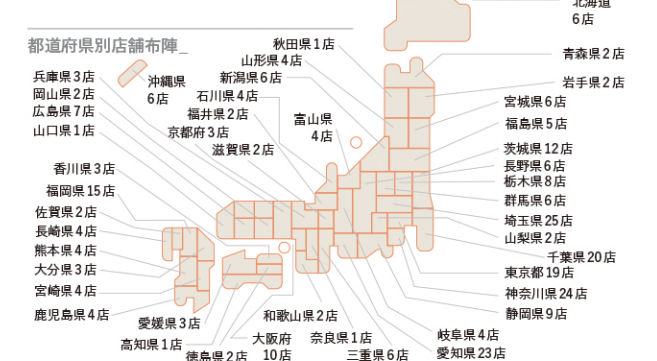 北海道
6店
都道府県別店舗布陣_
秋田県1店
山形県4店
新潟県6店
石川県4店
福井県2店
京都府3店
滋賀県2店
富山県
4店
兵庫県3店
岡山県2店
広島県7店
山口県1店
沖縄県
6店
香川県3店
福岡県15店
佐賀県2店
長崎県4店
熊本県4店
大分県3店
宮崎県4店
鹿児島県4店
愛媛県3店
高知県1店
徳島県2店
和歌山県2店
大阪府
10店
奈良県1店
三重県6店
青森県2店
岩手県2店
宮城県6店
福島県5店
茨城県12店
長野県6店
栃木県8店
群馬県6店
埼玉県25店
山梨県2店
千葉県20店
東京都19店
神奈川県24店
静岡県9店
岐阜県4店
愛知県23店